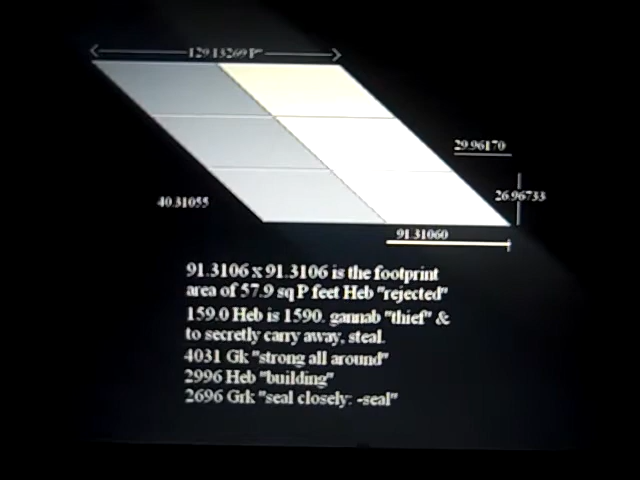 129.13269 P"
29.96170
26.96733
40.31055
91.31060
91.3106 x 91.3106 is the footprint
area of 57.9 sq P feet Heb "rejected"
159.0 Heb is 1590. gannab "thief" &
to secretly carry away, steal.
4031 Gk "strong all around"
2996 Heb "building"
2696 Grk "seal closely: -seal"